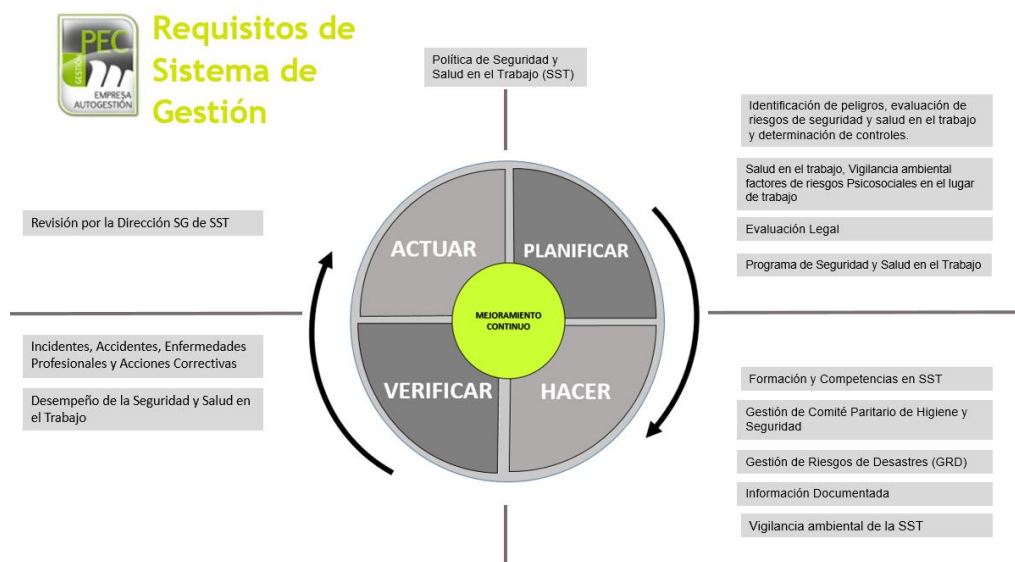 PEC
GESTIÓN
EMPRESA
AUTOGESTIÓN
Requisitos de
Sistema de
Gestión
Política de Seguridad y
Salud en el Trabajo (SST)
Identificación de peligros, evaluación de
riesgos de seguridad y salud en el trabajo
y determinación de controles.
Salud en el trabajo, Vigilancia ambiental
factores de riesgos Psicosociales en el lugar
de trabajo
Evaluación Legal
Programa de Seguridad y Salud en el Trabajo
Revisión por la Dirección SG de SST
ACTUAR
PLANIFICAR
MEJORAMIENTO
CONTINUO
VERIFICAR
HACER
Incidentes, Accidentes, Enfermedades
Profesionales y Acciones Correctivas
Desempeño de la Seguridad y Salud en
el Trabajo
Formación y Competencias en SST
Gestión de Comité Paritario de Higiene y
Seguridad
Gestión de Riesgos de Desastres (GRD)
Información Documentada
Vigilancia ambiental de la SST